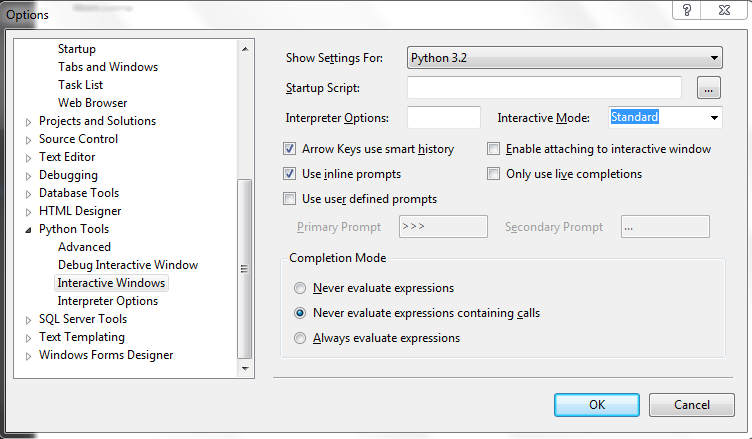 Options
Startup
Tabs and Windows
Task List
Web Browser
Projects and Solutions
Source Control
Text Editor
Debugging
Database Tools
HTML Designer
Python Tools
Advanced
Debug Interactive Window
Interactive Windows
Interpreter Options
SQL Server Tools
Text Templating
Windows Forms Designer
Show Settings For: Python 3.2
Startup Script: ...
Interpreter Options: Interactive Mode: Standard
Arrow Keys use smart history Enable attaching to interactive window
Use inline prompts Only use live completions
Use user defined prompts
Primary Prompt >>> Secondary Prompt ...
Completion Mode
Never evaluate expressions
Never evaluate expressions containing calls
Always evaluate expressions
OK Cancel